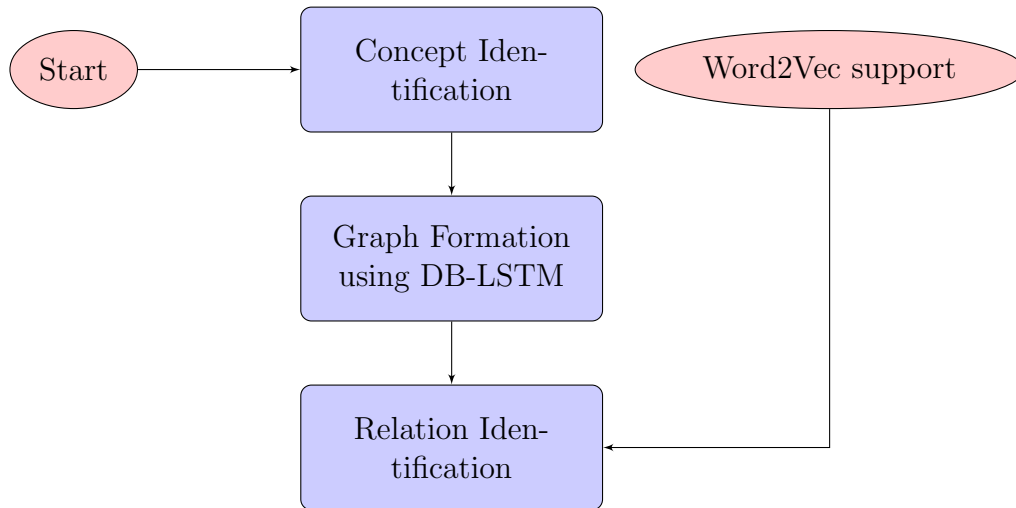 Start
Concept Iden-
tification
Word2Vec support
Graph Formation
using DB-LSTM
Relation Iden-
tification